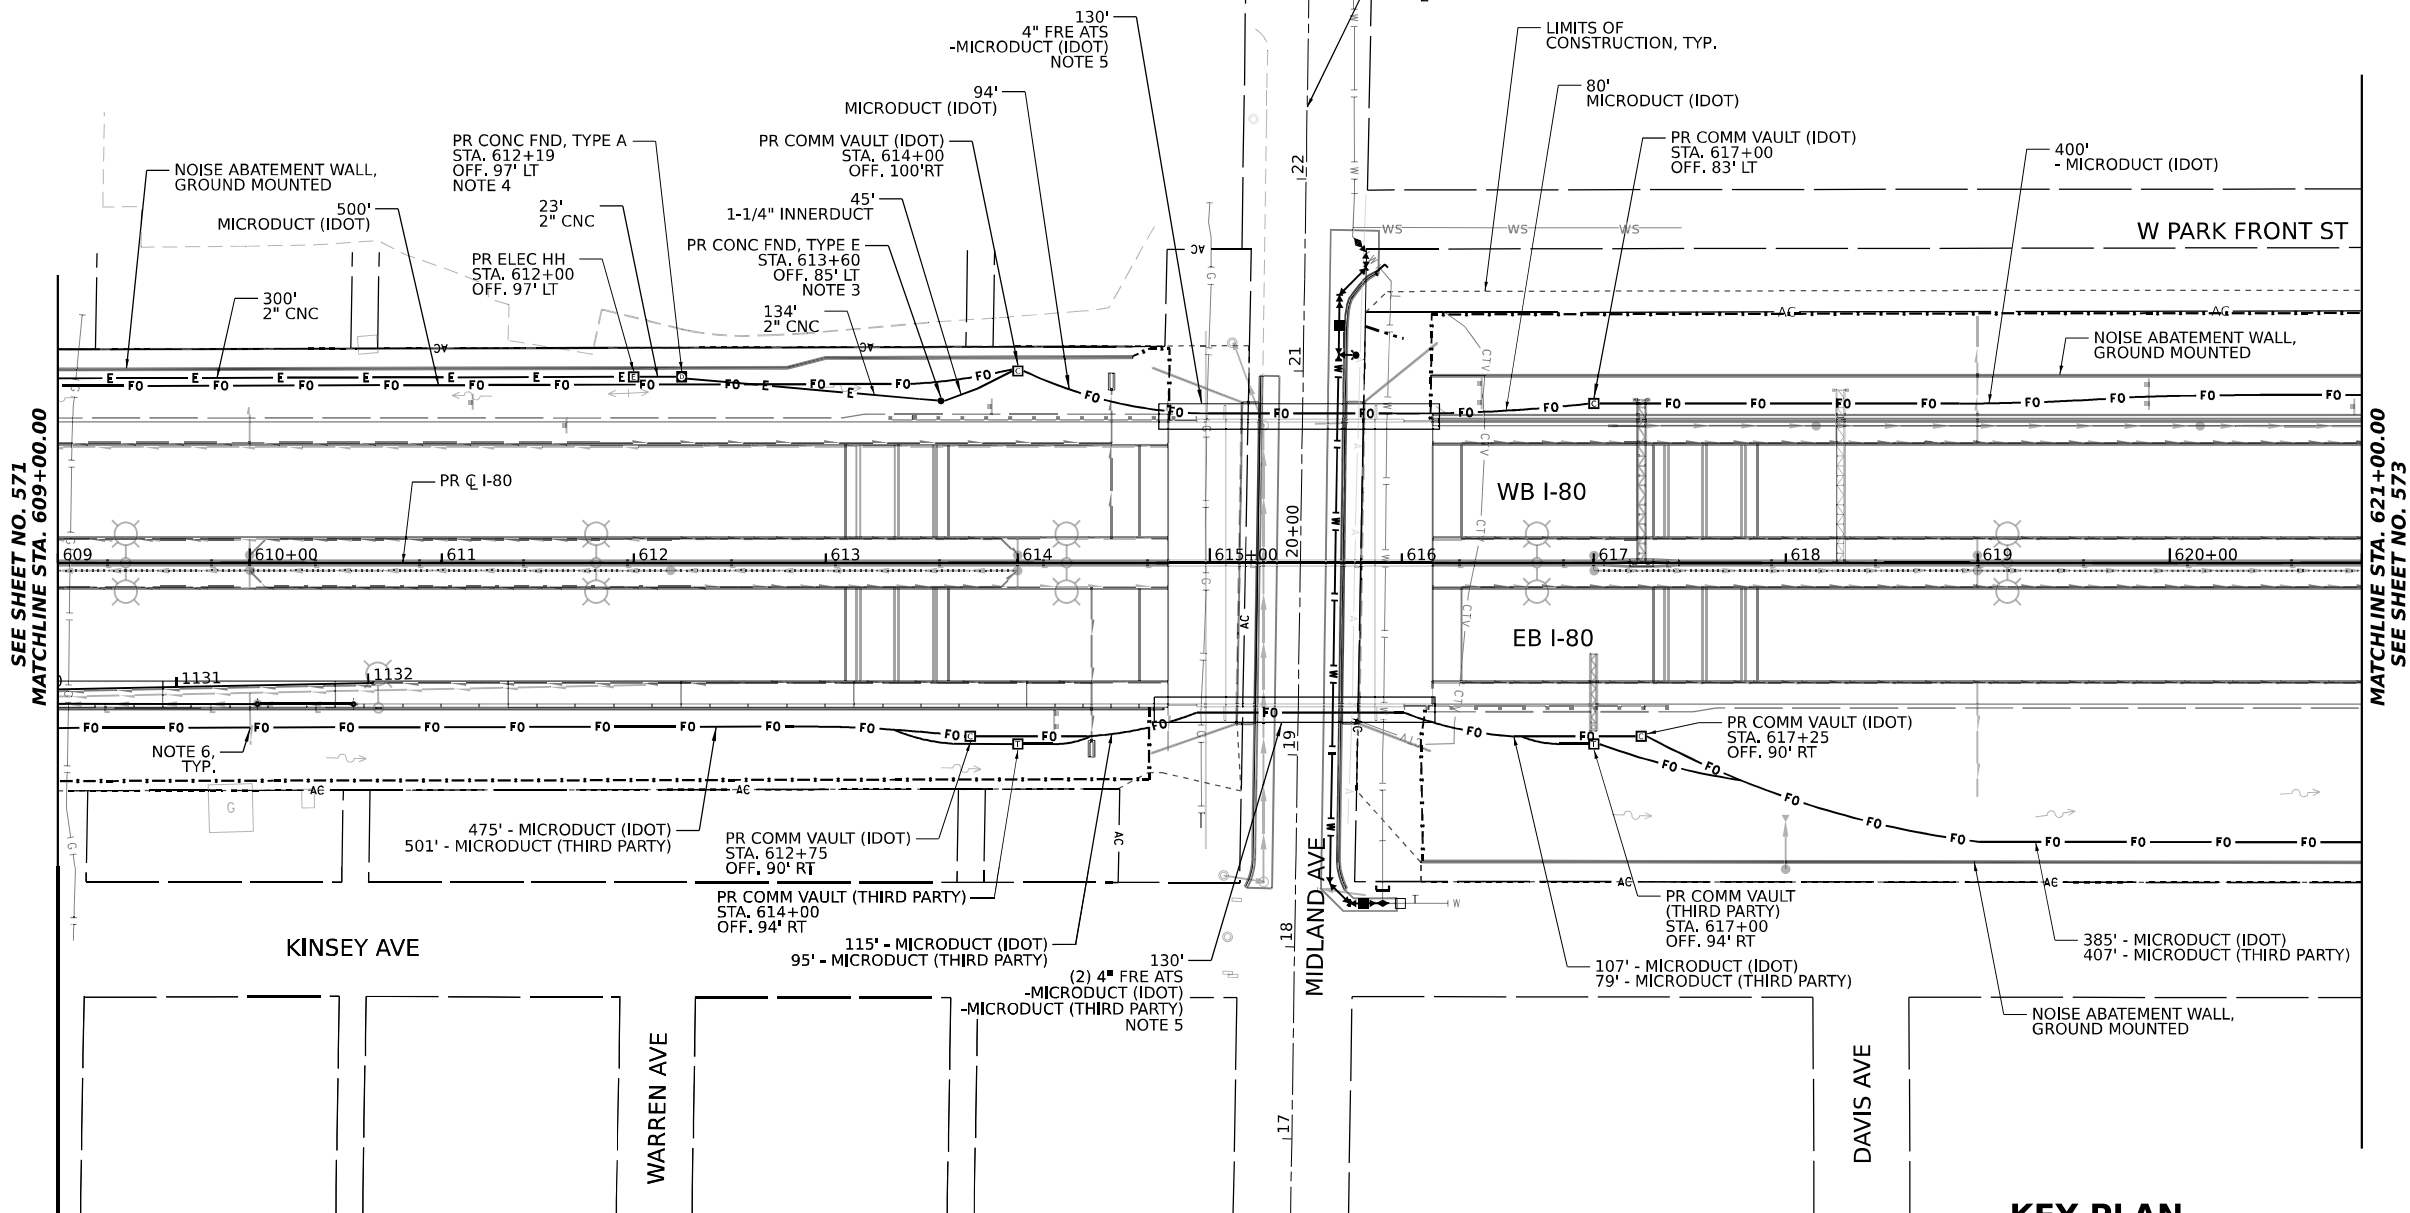 130'
4" FRE ATS
-MICRODUCT (IDOT)
NOTE 5
LIMITS OF
CONSTRUCTION, TYP.
94'
MICRODUCT (IDOT)
80'
MICRODUCT (IDOT)
PR CONC FND, TYPE A
STA. 612+19
OFF. 97' LT
NOTE 4
PR COMM VAULT (IDOT)
STA. 614+00
OFF. 100'RT
PR COMM VAULT (IDOT)
STA. 617+00
OFF. 83' LT
400'
- MICRODUCT (IDOT)
NOISE ABATEMENT WALL,
GROUND MOUNTED
500'
MICRODUCT (IDOT)
23'
2" CNC
45'
1-1/4" INNERDUCT
PR CONC FND, TYPE E
STA. 613+60
OFF. 85' LT
NOTE 3
PR ELEC HH
STA. 612+00
OFF. 97' LT
300'
2" CNC
134'
2" CNC
W PARK FRONT ST
WS WS WS
NOISE ABATEMENT WALL,
GROUND MOUNTED
22
21
20+00
19
18
17
SEE SHEET NO. 571
MATCHLINE STA. 609+00.00
PR ℄ I-80
WB I-80
609 610+00 611 612 613 614 615+00 616 617 618 619 620+00
EB I-80
MATCHLINE STA. 621+00.00
SEE SHEET NO. 573
1131 1132
NOTE 6,
TYP.
PR COMM VAULT (IDOT)
STA. 617+25
OFF. 90' RT
475' - MICRODUCT (IDOT)
501' - MICRODUCT (THIRD PARTY)
PR COMM VAULT (IDOT)
STA. 612+75
OFF. 90' RT
PR COMM VAULT (THIRD PARTY)
STA. 614+00
OFF. 94' RT
115' - MICRODUCT (IDOT)
95' - MICRODUCT (THIRD PARTY)
130'
(2) 4" FRE ATS
-MICRODUCT (IDOT)
-MICRODUCT (THIRD PARTY)
NOTE 5
MIDLAND AVE
PR COMM VAULT
(THIRD PARTY)
STA. 617+00
OFF. 94' RT
107' - MICRODUCT (IDOT)
79' - MICRODUCT (THIRD PARTY)
385' - MICRODUCT (IDOT)
407' - MICRODUCT (THIRD PARTY)
NOISE ABATEMENT WALL,
GROUND MOUNTED
KINSEY AVE
WARREN AVE
DAVIS AVE